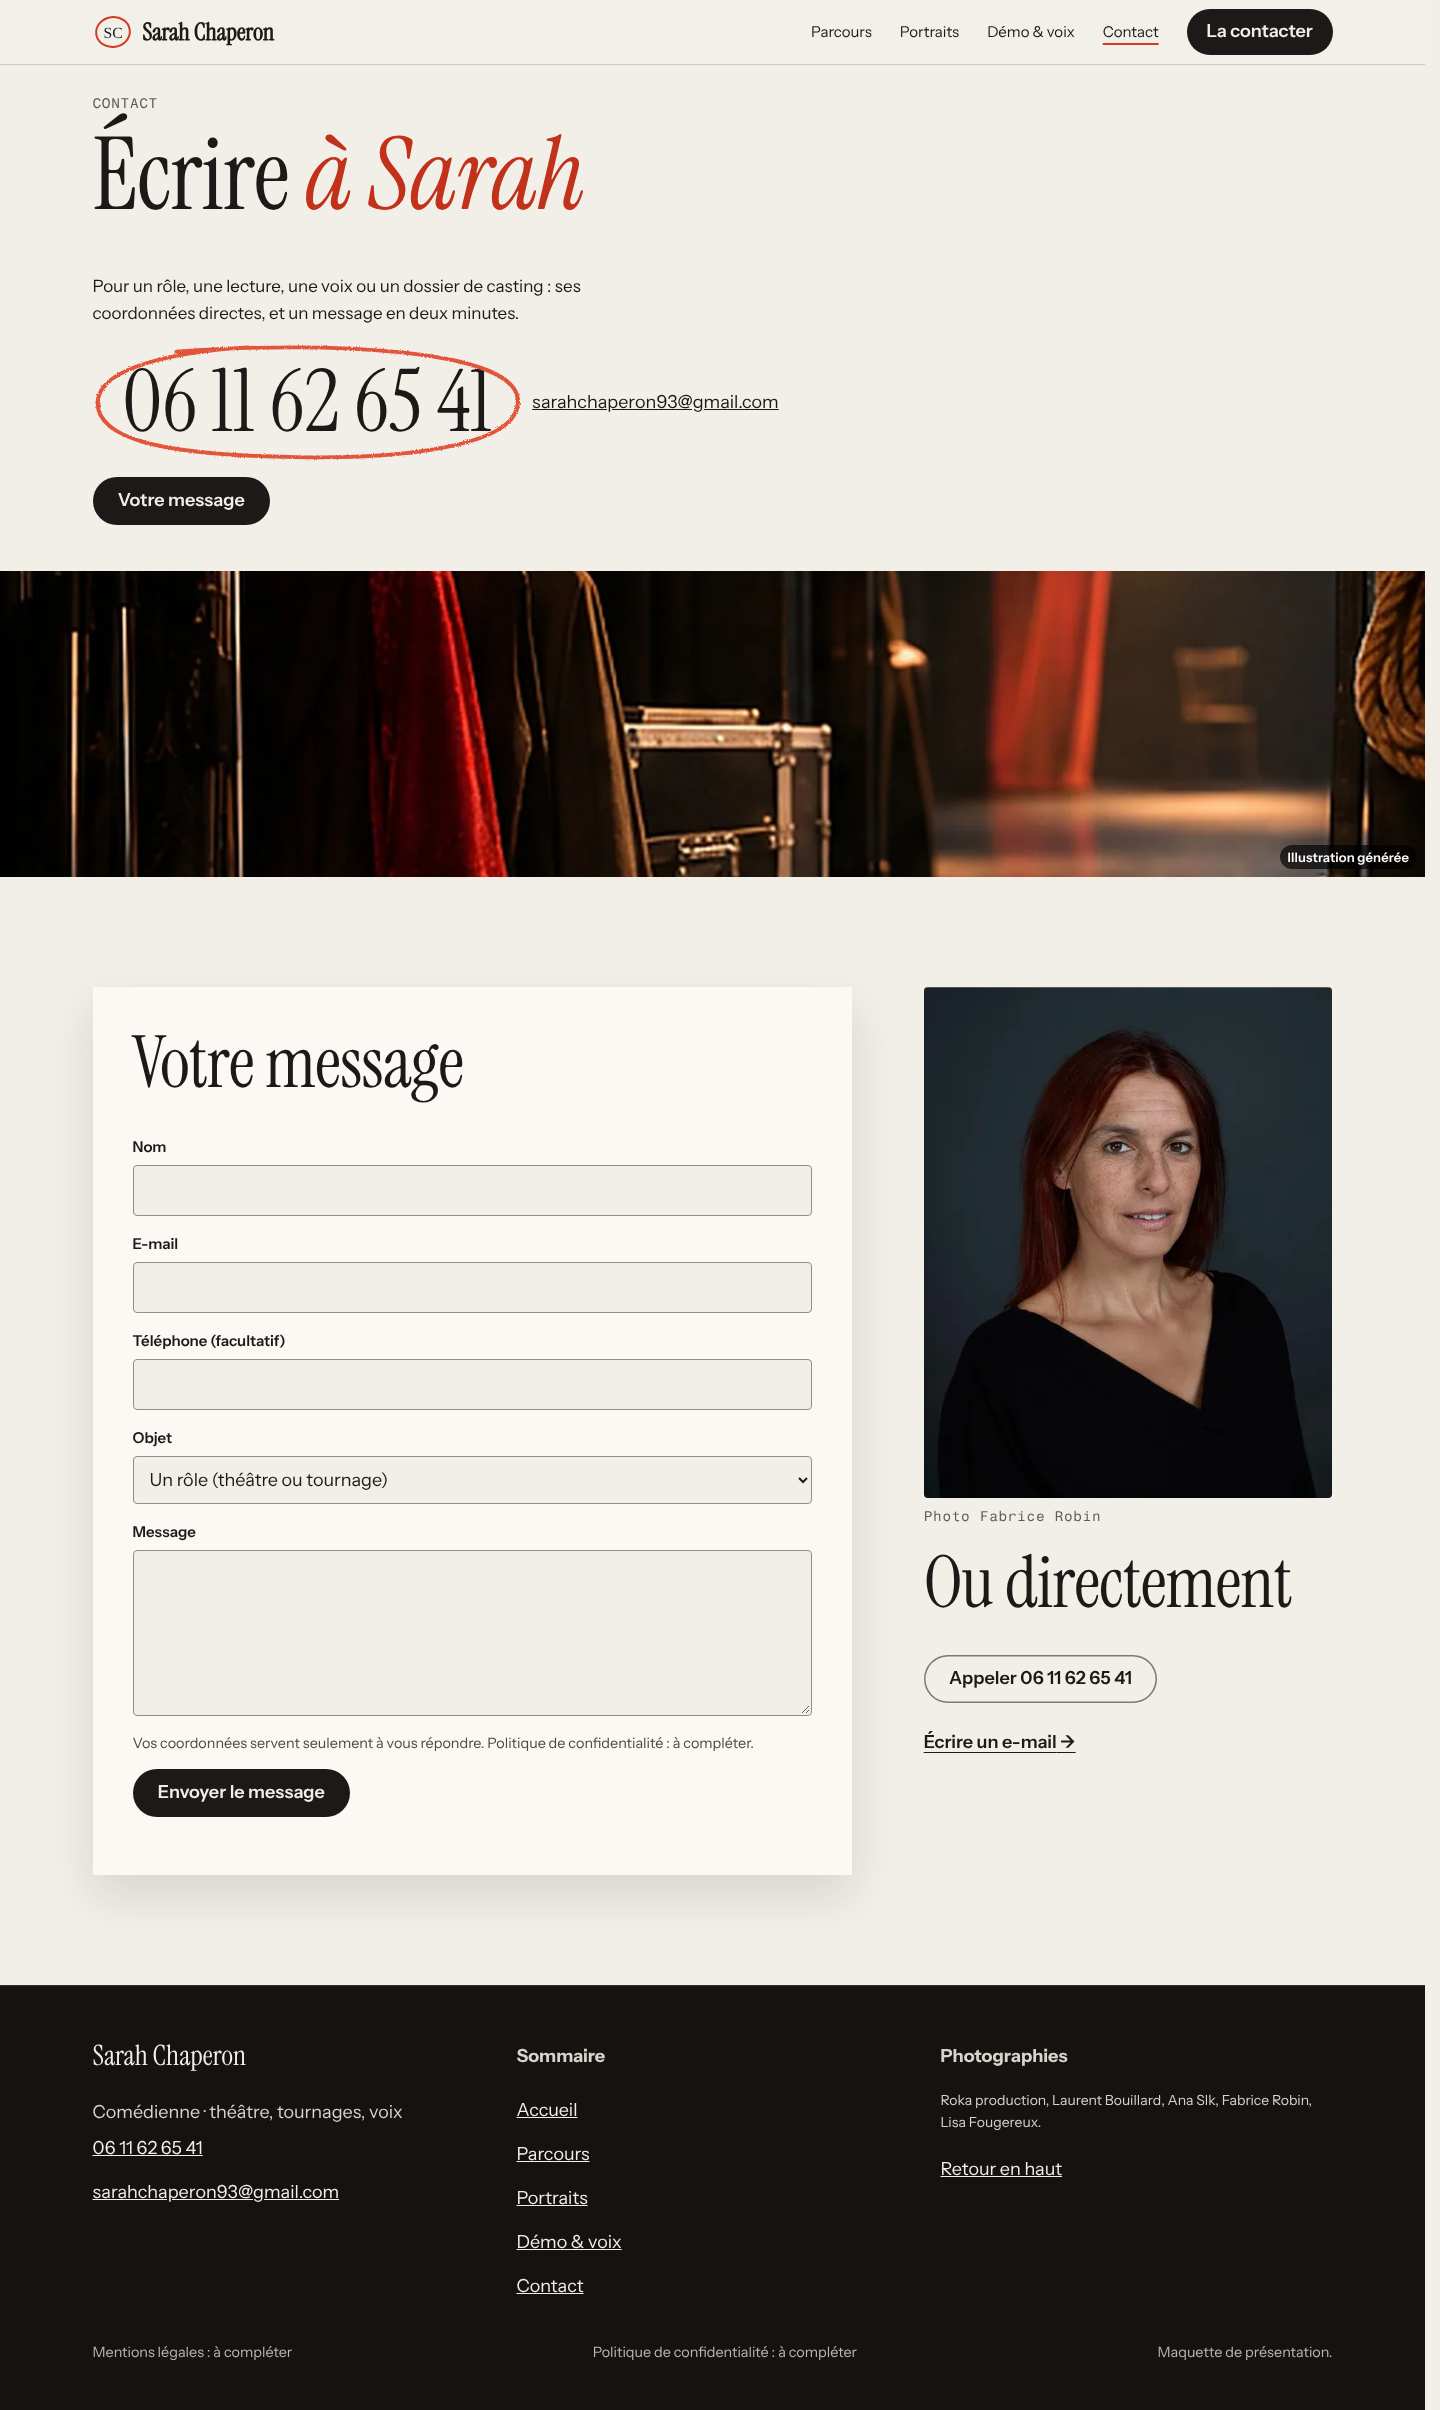 SC Sarah Chaperon
Parcours Portraits Démo & voix Contact La contacter
CONTACT
Écrire à Sarah
Pour un rôle, une lecture, une voix ou un dossier de casting : ses
coordonnées directes, et un message en deux minutes.
06 11 62 65 41
sarahchaperon93@gmail.com
Votre message
Illustration générée
Votre message
Nom
E-mail
Téléphone (facultatif)
Objet
Un rôle (théâtre ou tournage)
Message
Vos coordonnées servent seulement à vous répondre. Politique de confidentialité : à compléter.
Envoyer le message
Photo Fabrice Robin
Ou directement
Appeler 06 11 62 65 41
Écrire un e-mail →
Sarah Chaperon
Comédienne · théâtre, tournages, voix
06 11 62 65 41
sarahchaperon93@gmail.com
Sommaire
Accueil
Parcours
Portraits
Démo & voix
Contact
Photographies
Roka production, Laurent Bouillard, Ana Slk, Fabrice Robin,
Lisa Fougereux.
Retour en haut
Mentions légales : à compléter
Politique de confidentialité : à compléter
Maquette de présentation.